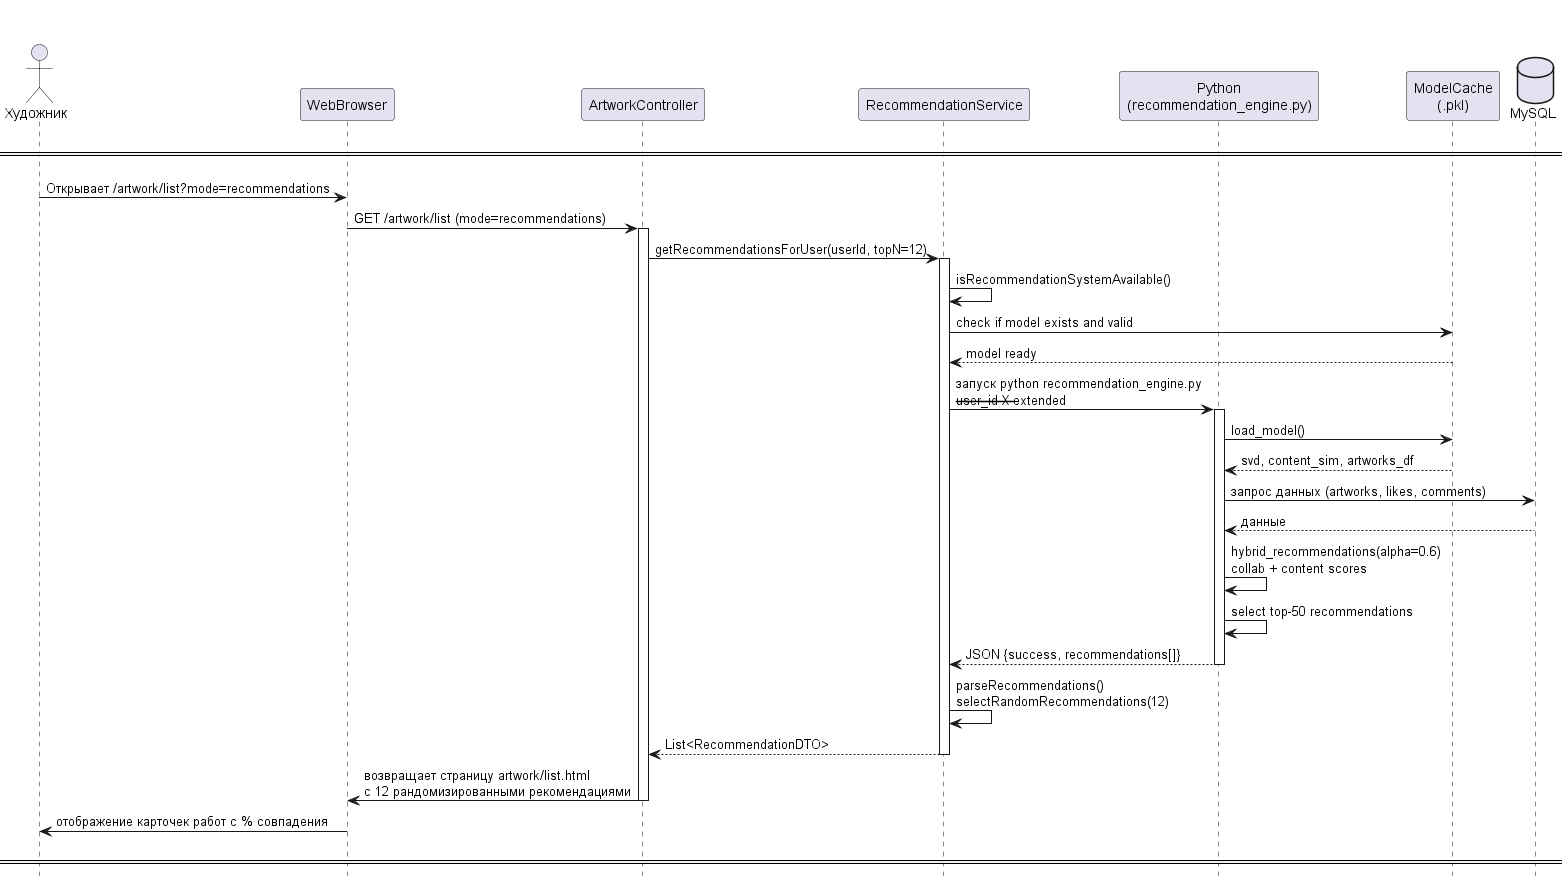 Художник
WebBrowser
ArtworkController
RecommendationService
Python
(recommendation_engine.py)
ModelCache
(.pkl)
MySQL
Открывает /artwork/list?mode=recommendations
GET /artwork/list (mode=recommendations)
getRecommendationsForUser(userId, topN=12)
isRecommendationSystemAvailable()
check if model exists and valid
model ready
запуск python recommendation_engine.py
user_id X extended
load_model()
svd, content_sim, artworks_df
запрос данных (artworks, likes, comments)
данные
hybrid_recommendations(alpha=0.6)
collab + content scores
select top-50 recommendations
JSON {success, recommendations[]}
parseRecommendations()
selectRandomRecommendations(12)
List<RecommendationDTO>
возвращает страницу artwork/list.html
с 12 рандомизированными рекомендациями
отображение карточек работ с % совпадения